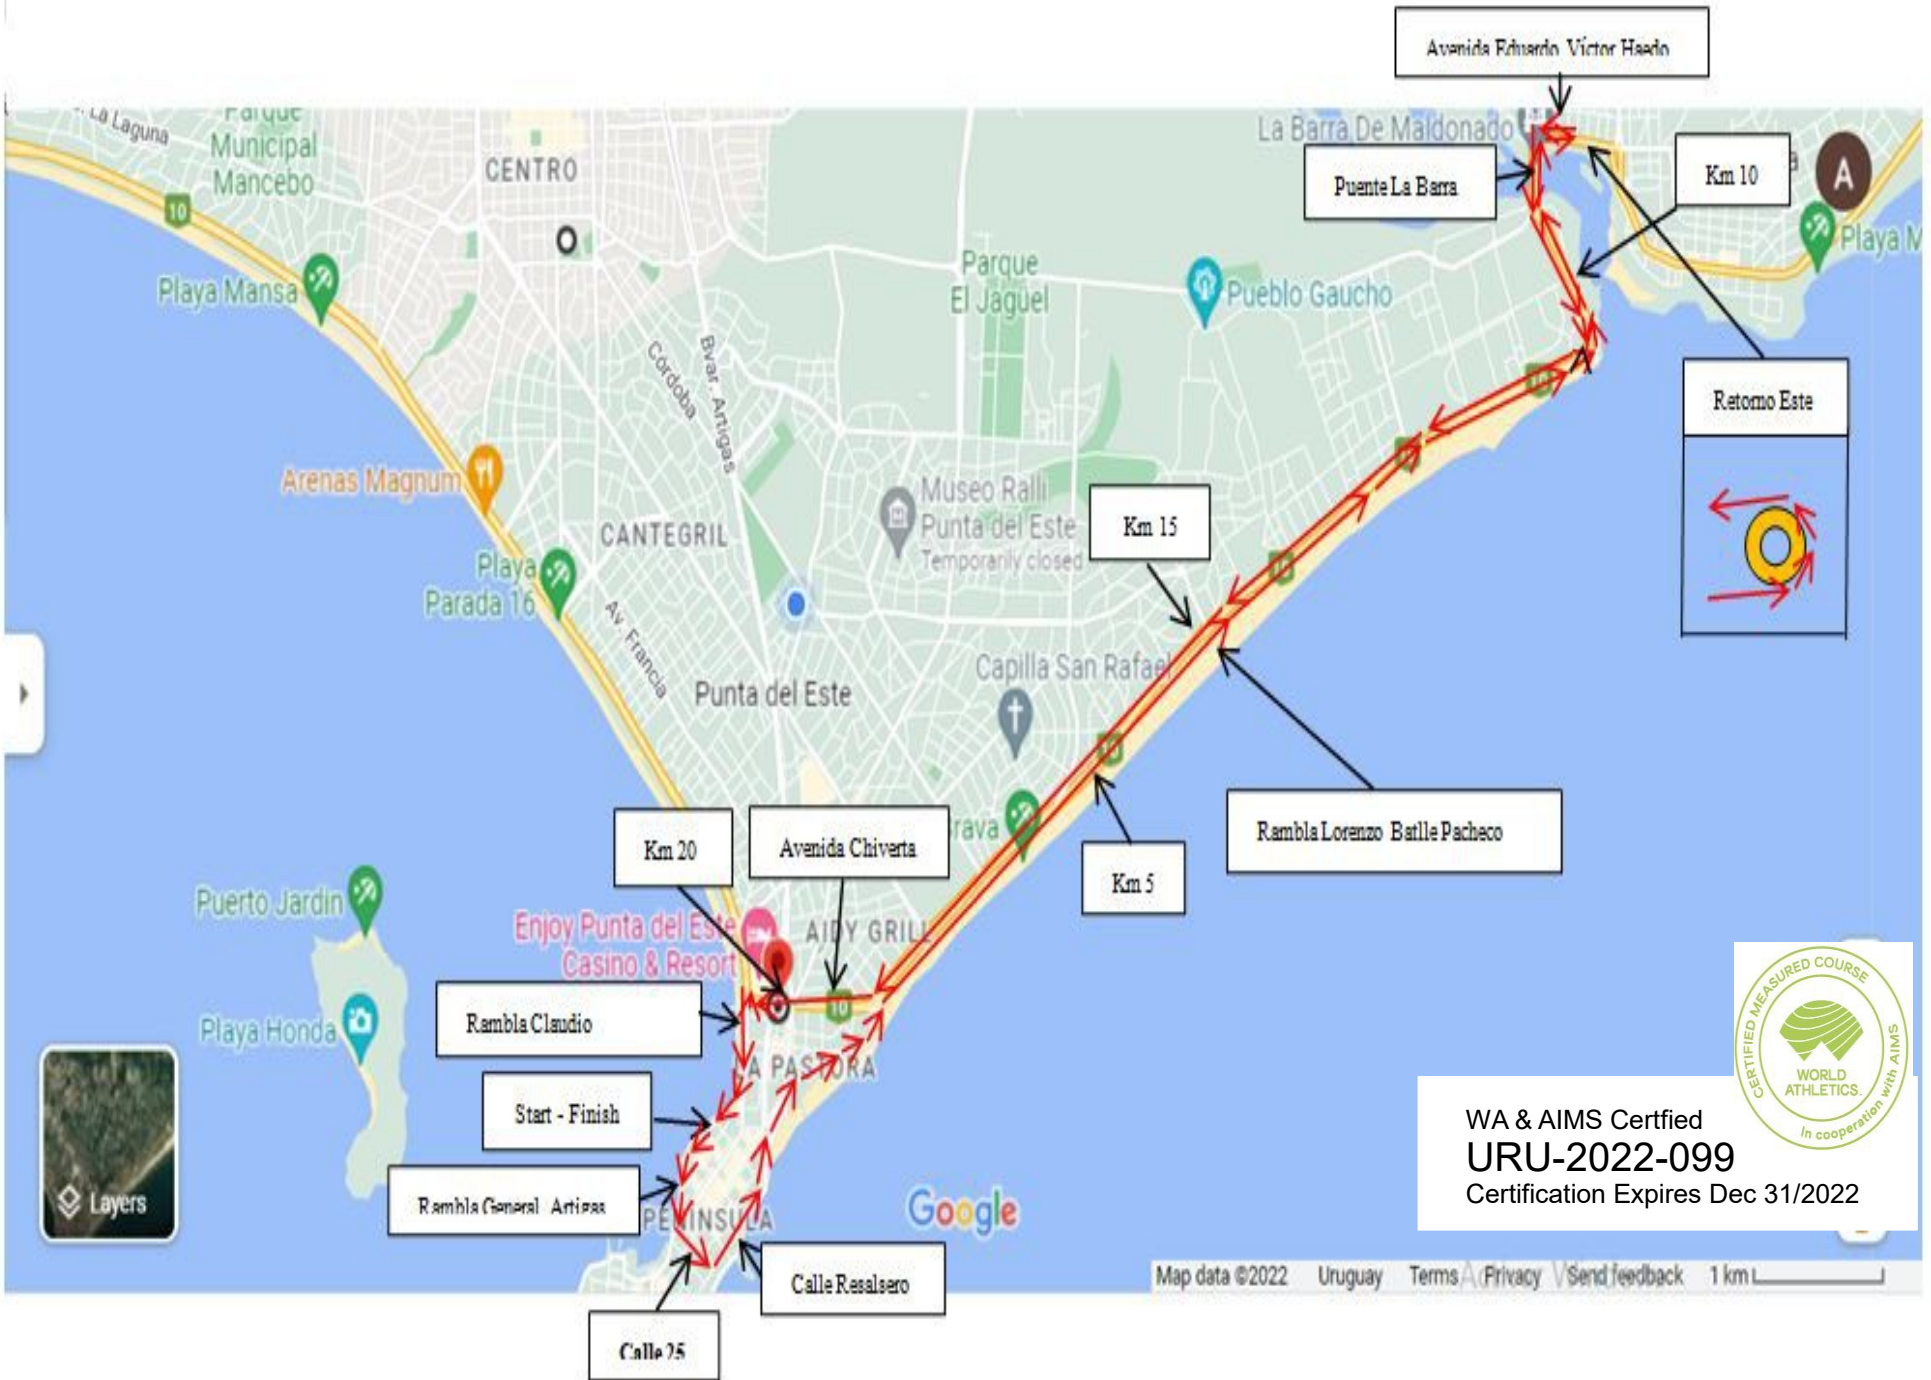 Avenida Eduardo Víctor Haedo
La Laguna
Parque
Municipal
Mancebo
CENTRO
La Barra De Maldonado
Puente La Barra
Km 10
A
10
Playa Mansa
Parque
El Jagüel
Pueblo Gaucho
Playa M
Córdoba
Bvar. Artigas
Retorno Este
Arenas Magnum
Museo Ralli
Punta del Este
Temporarily closed
Km 15
CANTEGRIL
Playa
Parada 16
Av. Francia
Capilla San Rafael
Punta del Este
Rambla Lorenzo Batlle Pacheco
Km 20
Avenida Chiverta
rava
Km 5
Puerto Jardin
Enjoy Punta del Este
Casino & Resort
AIDY GRILL
10
Rambla Claudio
Playa Honda
A PASTORA
Start - Finish
Rambla General Artigas
PENINSULA
Calle Resalsero
Calle 25
Layers
Google
CERTIFIED MEASURED COURSE
WORLD
ATHLETICS
In cooperation with AIMS
WA & AIMS Certfied
URU-2022-099
Certification Expires Dec 31/2022
Map data ©2022 Uruguay Terms Privacy Send feedback 1 km